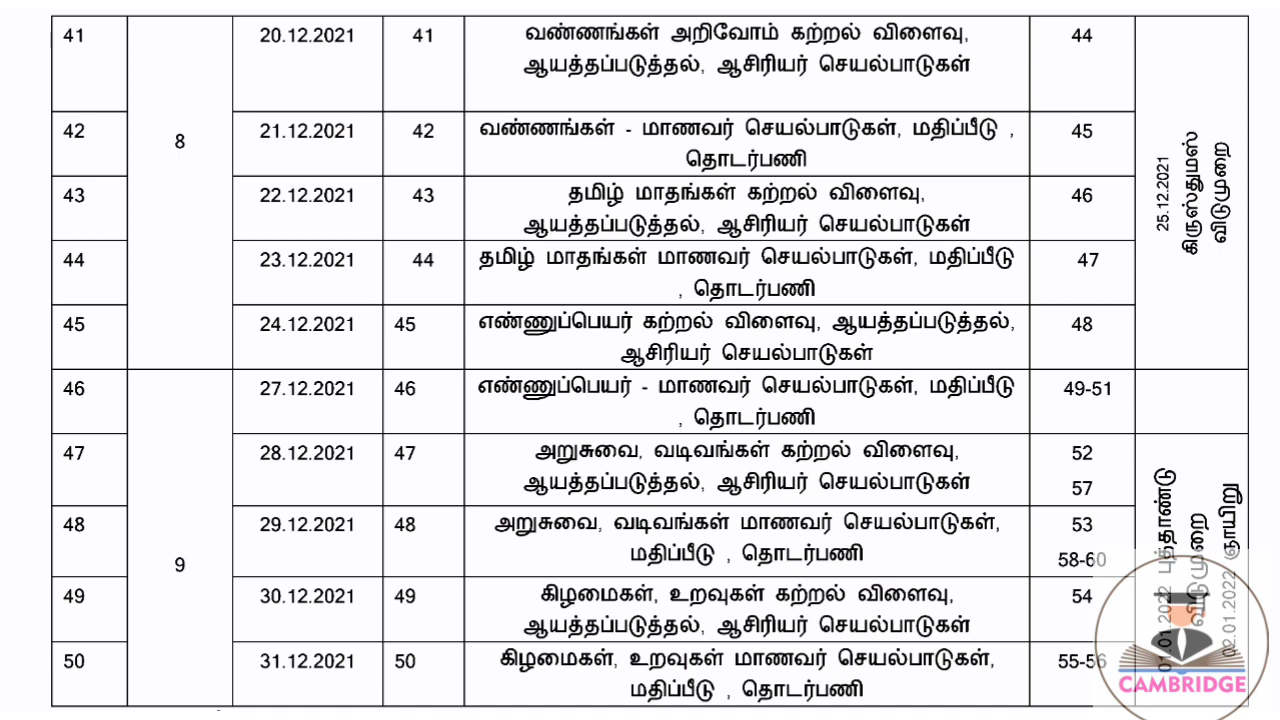 41 20.12.2021 41 வண்ணங்கள் அறிவோம் கற்றல் விளைவு, 44
ஆயத்தப்படுத்தல், ஆசிரியர் செயல்பாடுகள்
8
42 21.12.2021 42 வண்ணங்கள் - மாணவர் செயல்பாடுகள், மதிப்பீடு , 45
தொடர்பணி
43 22.12.2021 43 தமிழ் மாதங்கள் கற்றல் விளைவு, 46
ஆயத்தப்படுத்தல், ஆசிரியர் செயல்பாடுகள்
44 23.12.2021 44 தமிழ் மாதங்கள் மாணவர் செயல்பாடுகள், மதிப்பீடு 47
, தொடர்பணி
45 24.12.2021 45 எண்ணுப்பெயர் கற்றல் விளைவு, ஆயத்தப்படுத்தல், 48
ஆசிரியர் செயல்பாடுகள்
25.12.2021
கிருஸ்துமஸ்
விடுமுறை
46 27.12.2021 46 எண்ணுப்பெயர் - மாணவர் செயல்பாடுகள், மதிப்பீடு 49-51
, தொடர்பணி
47 28.12.2021 47 அறுசுவை, வடிவங்கள் கற்றல் விளைவு, 52
ஆயத்தப்படுத்தல், ஆசிரியர் செயல்பாடுகள் 57
48 29.12.2021 48 அறுசுவை, வடிவங்கள் மாணவர் செயல்பாடுகள், 53
மதிப்பீடு , தொடர்பணி 58-60
9
49 30.12.2021 49 கிழமைகள், உறவுகள் கற்றல் விளைவு, 54
ஆயத்தப்படுத்தல், ஆசிரியர் செயல்பாடுகள்
50 31.12.2021 50 கிழமைகள், உறவுகள் மாணவர் செயல்பாடுகள், 55-56
மதிப்பீடு , தொடர்பணி
01.01.2022 புத்தாண்டு
விடுமுறை
02.01.2022 ஞாயிறு
CAMBRIDGE